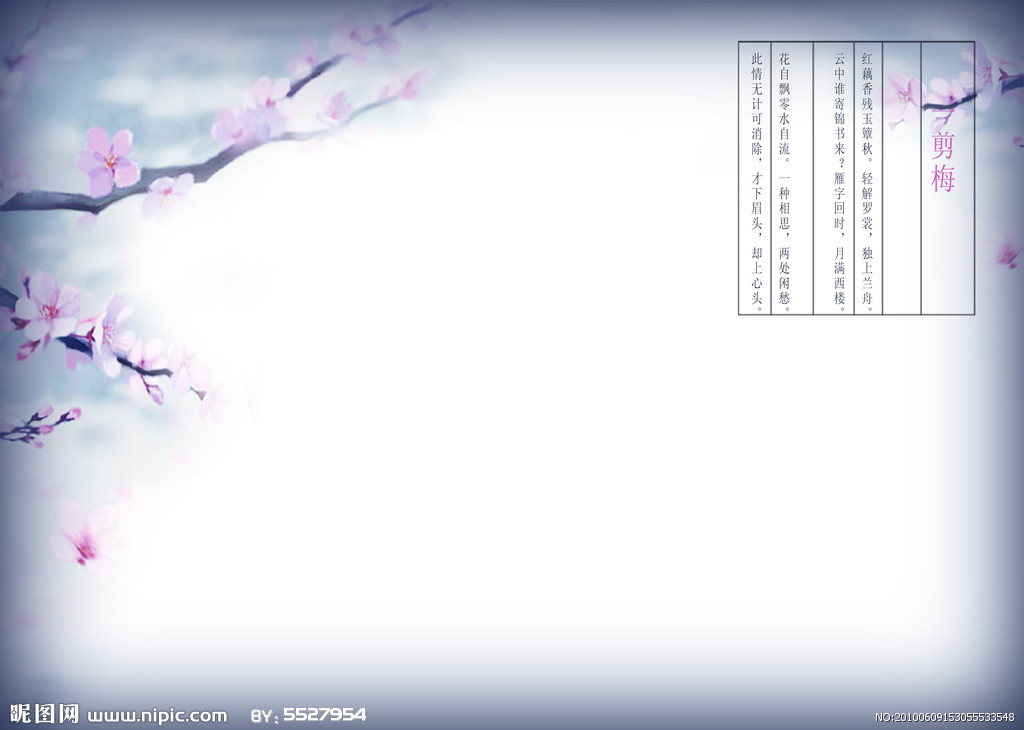 剪梅
红藕香残玉簟秋。轻解罗裳，独上兰舟。
云中谁寄锦书来？雁字回时，月满西楼。
花自飘零水自流。一种相思，两处闲愁。
此情无计可消除，才下眉头，却上心头。
昵图网 www.nipic.com BY：5527954
NO:20100609153055533548